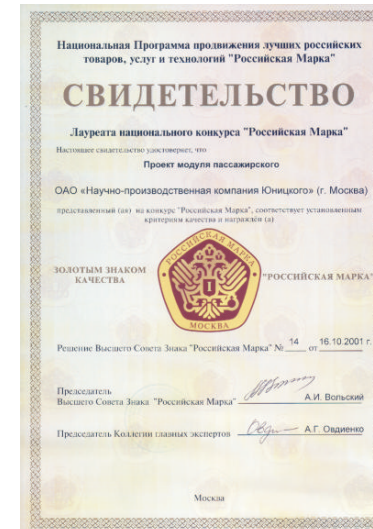 Национальная Программа продвижения лучших российских
товаров, услуг и технологий "Российская Марка"
СВИДЕТЕЛЬСТВО
Лауреата национального конкурса "Российская Марка"
Настоящее свидетельство удостоверяет, что
Проект модуля пассажирского
ОАО «Научно-производственная компания Юницкого» (г. Москва)
представленный (ая) на конкурс "Российская Марка", соответствует установленным
критериям качества и награждён (а)
ЗОЛОТЫМ ЗНАКОМ
КАЧЕСТВА
РОССИЙСКАЯ МАРКА
МОСКВА
"РОССИЙСКАЯ МАРКА"
Решение Высшего Совета Знака "Российская Марка" № 14 от 16.10.2001 г.
Председатель
Высшего Совета Знака "Российская Марка" А.И. Вольский
Председатель Коллегии главных экспертов А.Г. Овдиенко
Москва